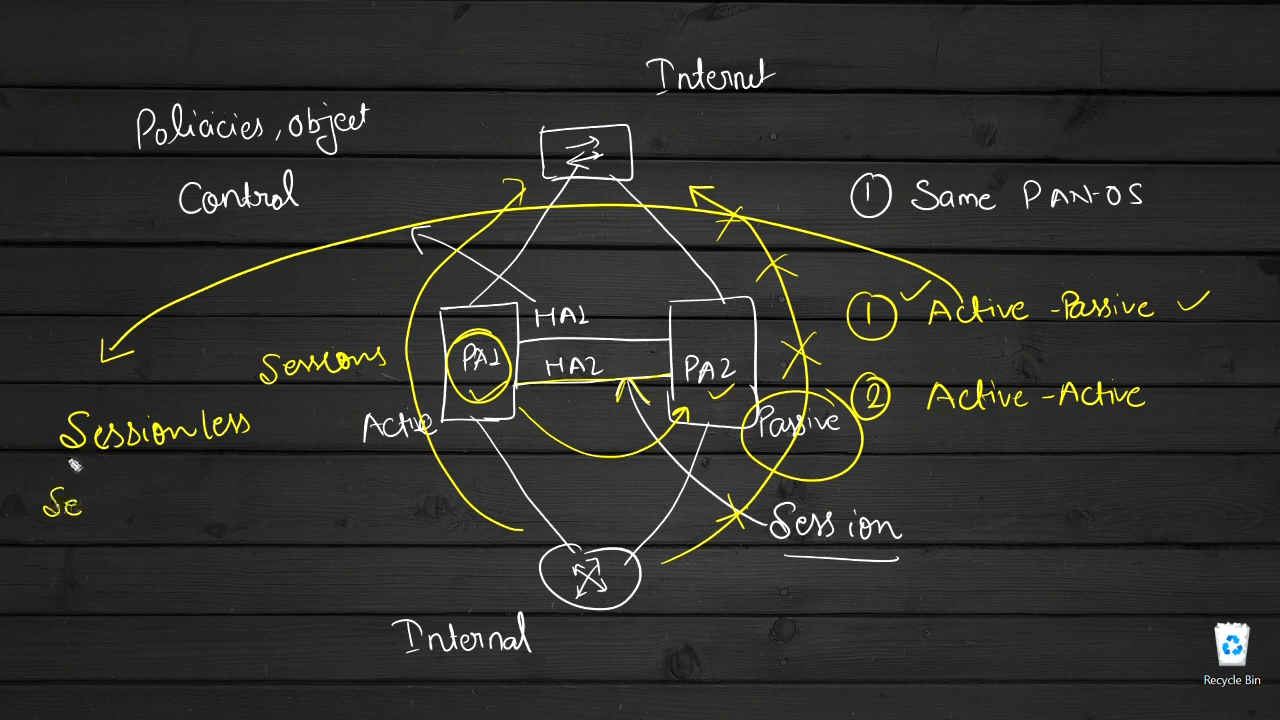 Internet
Policacies, object
Control
① Same PAN-OS
HA1
① Active-Passive
Sessions
PA1
HA2
PA2
② Active-Active
Sessionless
Active
Passive
Se
Session
Internal
Recycle Bin